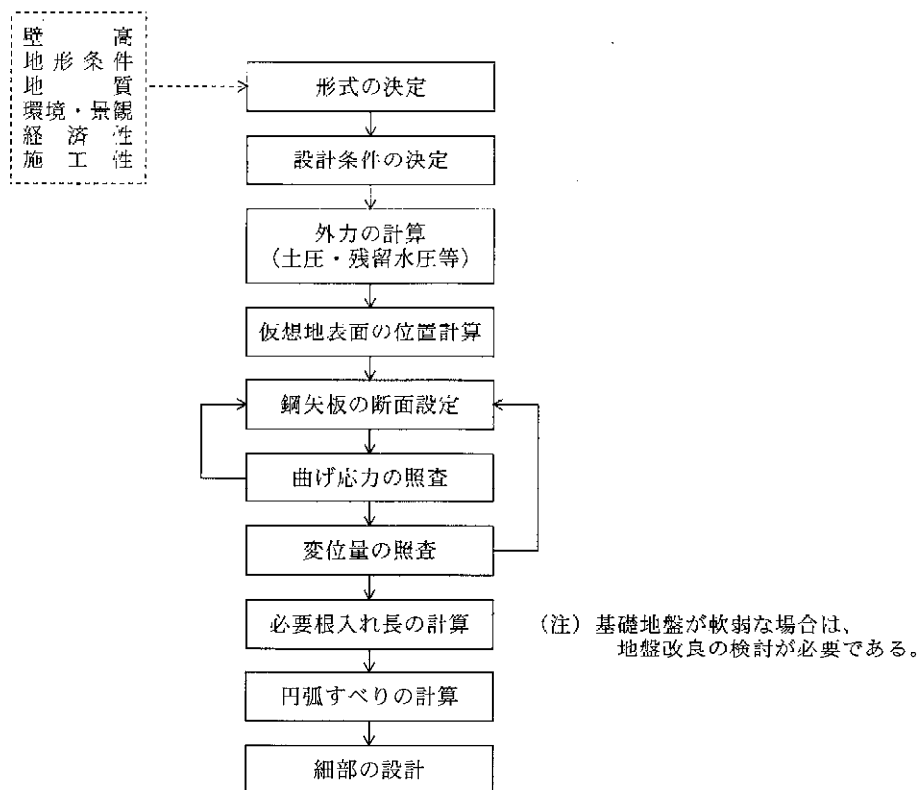 壁高
地形条件
地質
環境・景観
経済性
施工性
形式の決定
設計条件の決定
外力の計算
（土圧・残留水圧等）
仮想地表面の位置計算
鋼矢板の断面設定
曲げ応力の照査
変位量の照査
必要根入れ長の計算
（注）基礎地盤が軟弱な場合は、
地盤改良の検討が必要である。
円弧すべりの計算
細部の設計